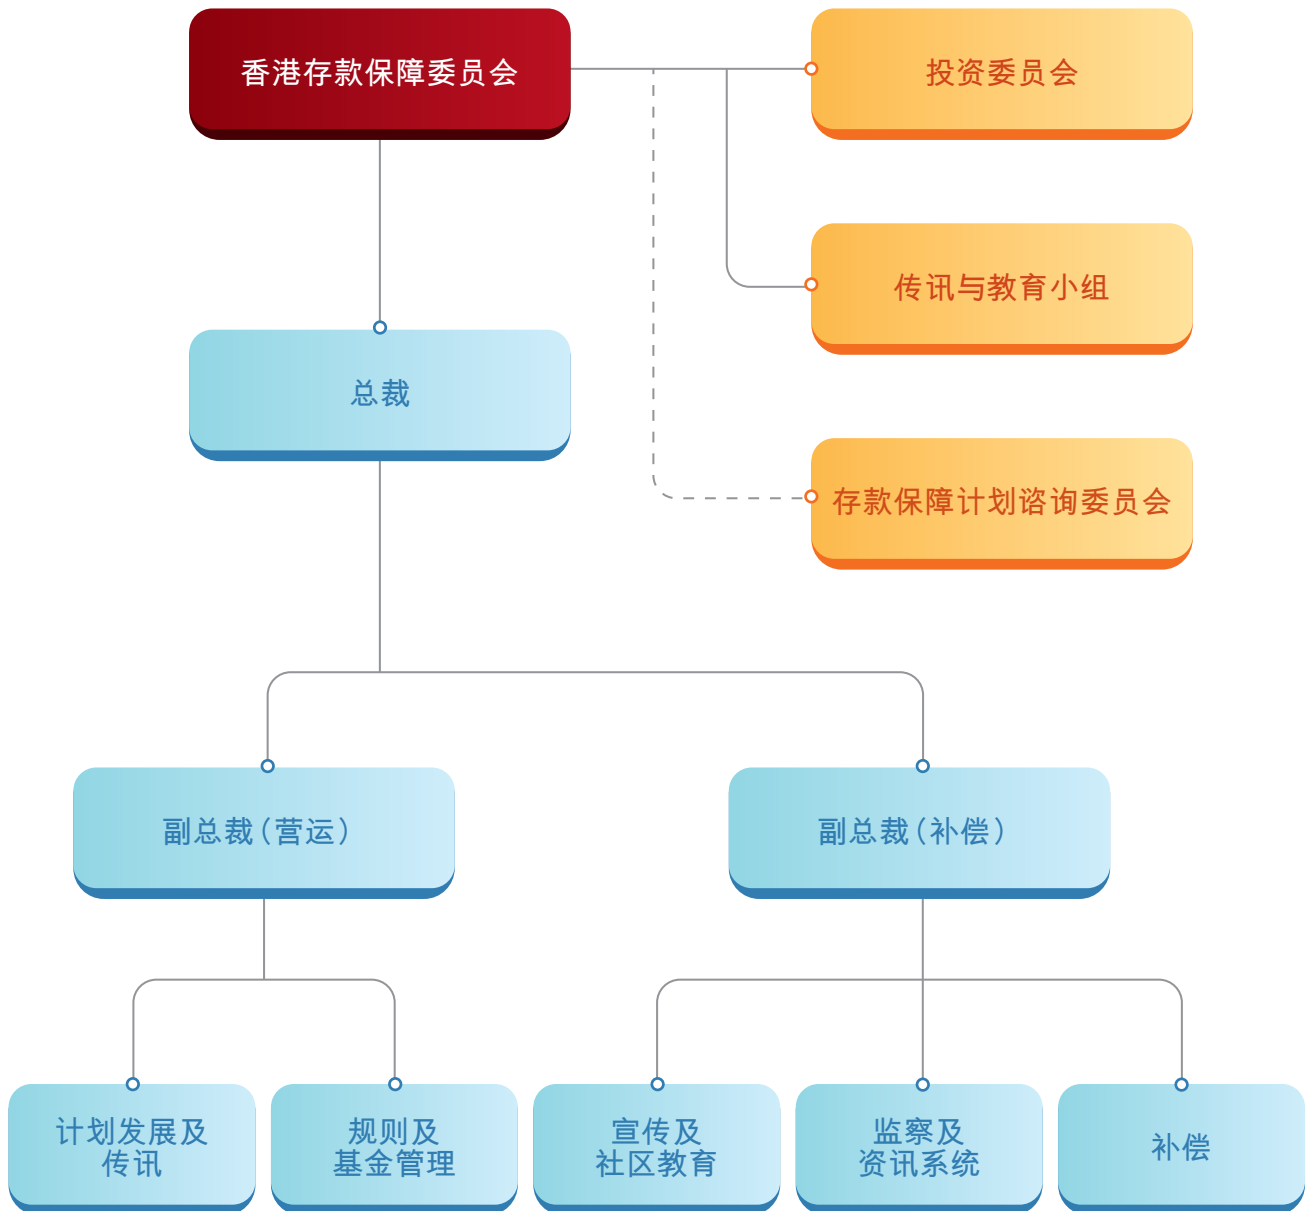 香港存款保障委员会
投资委员会
传讯与教育小组
总裁
存款保障计划谘询委员会
副总裁（营运）
副总裁（补偿）
计划发展及
传讯
规则及
基金管理
宣传及
社区教育
监察及
资讯系统
补偿